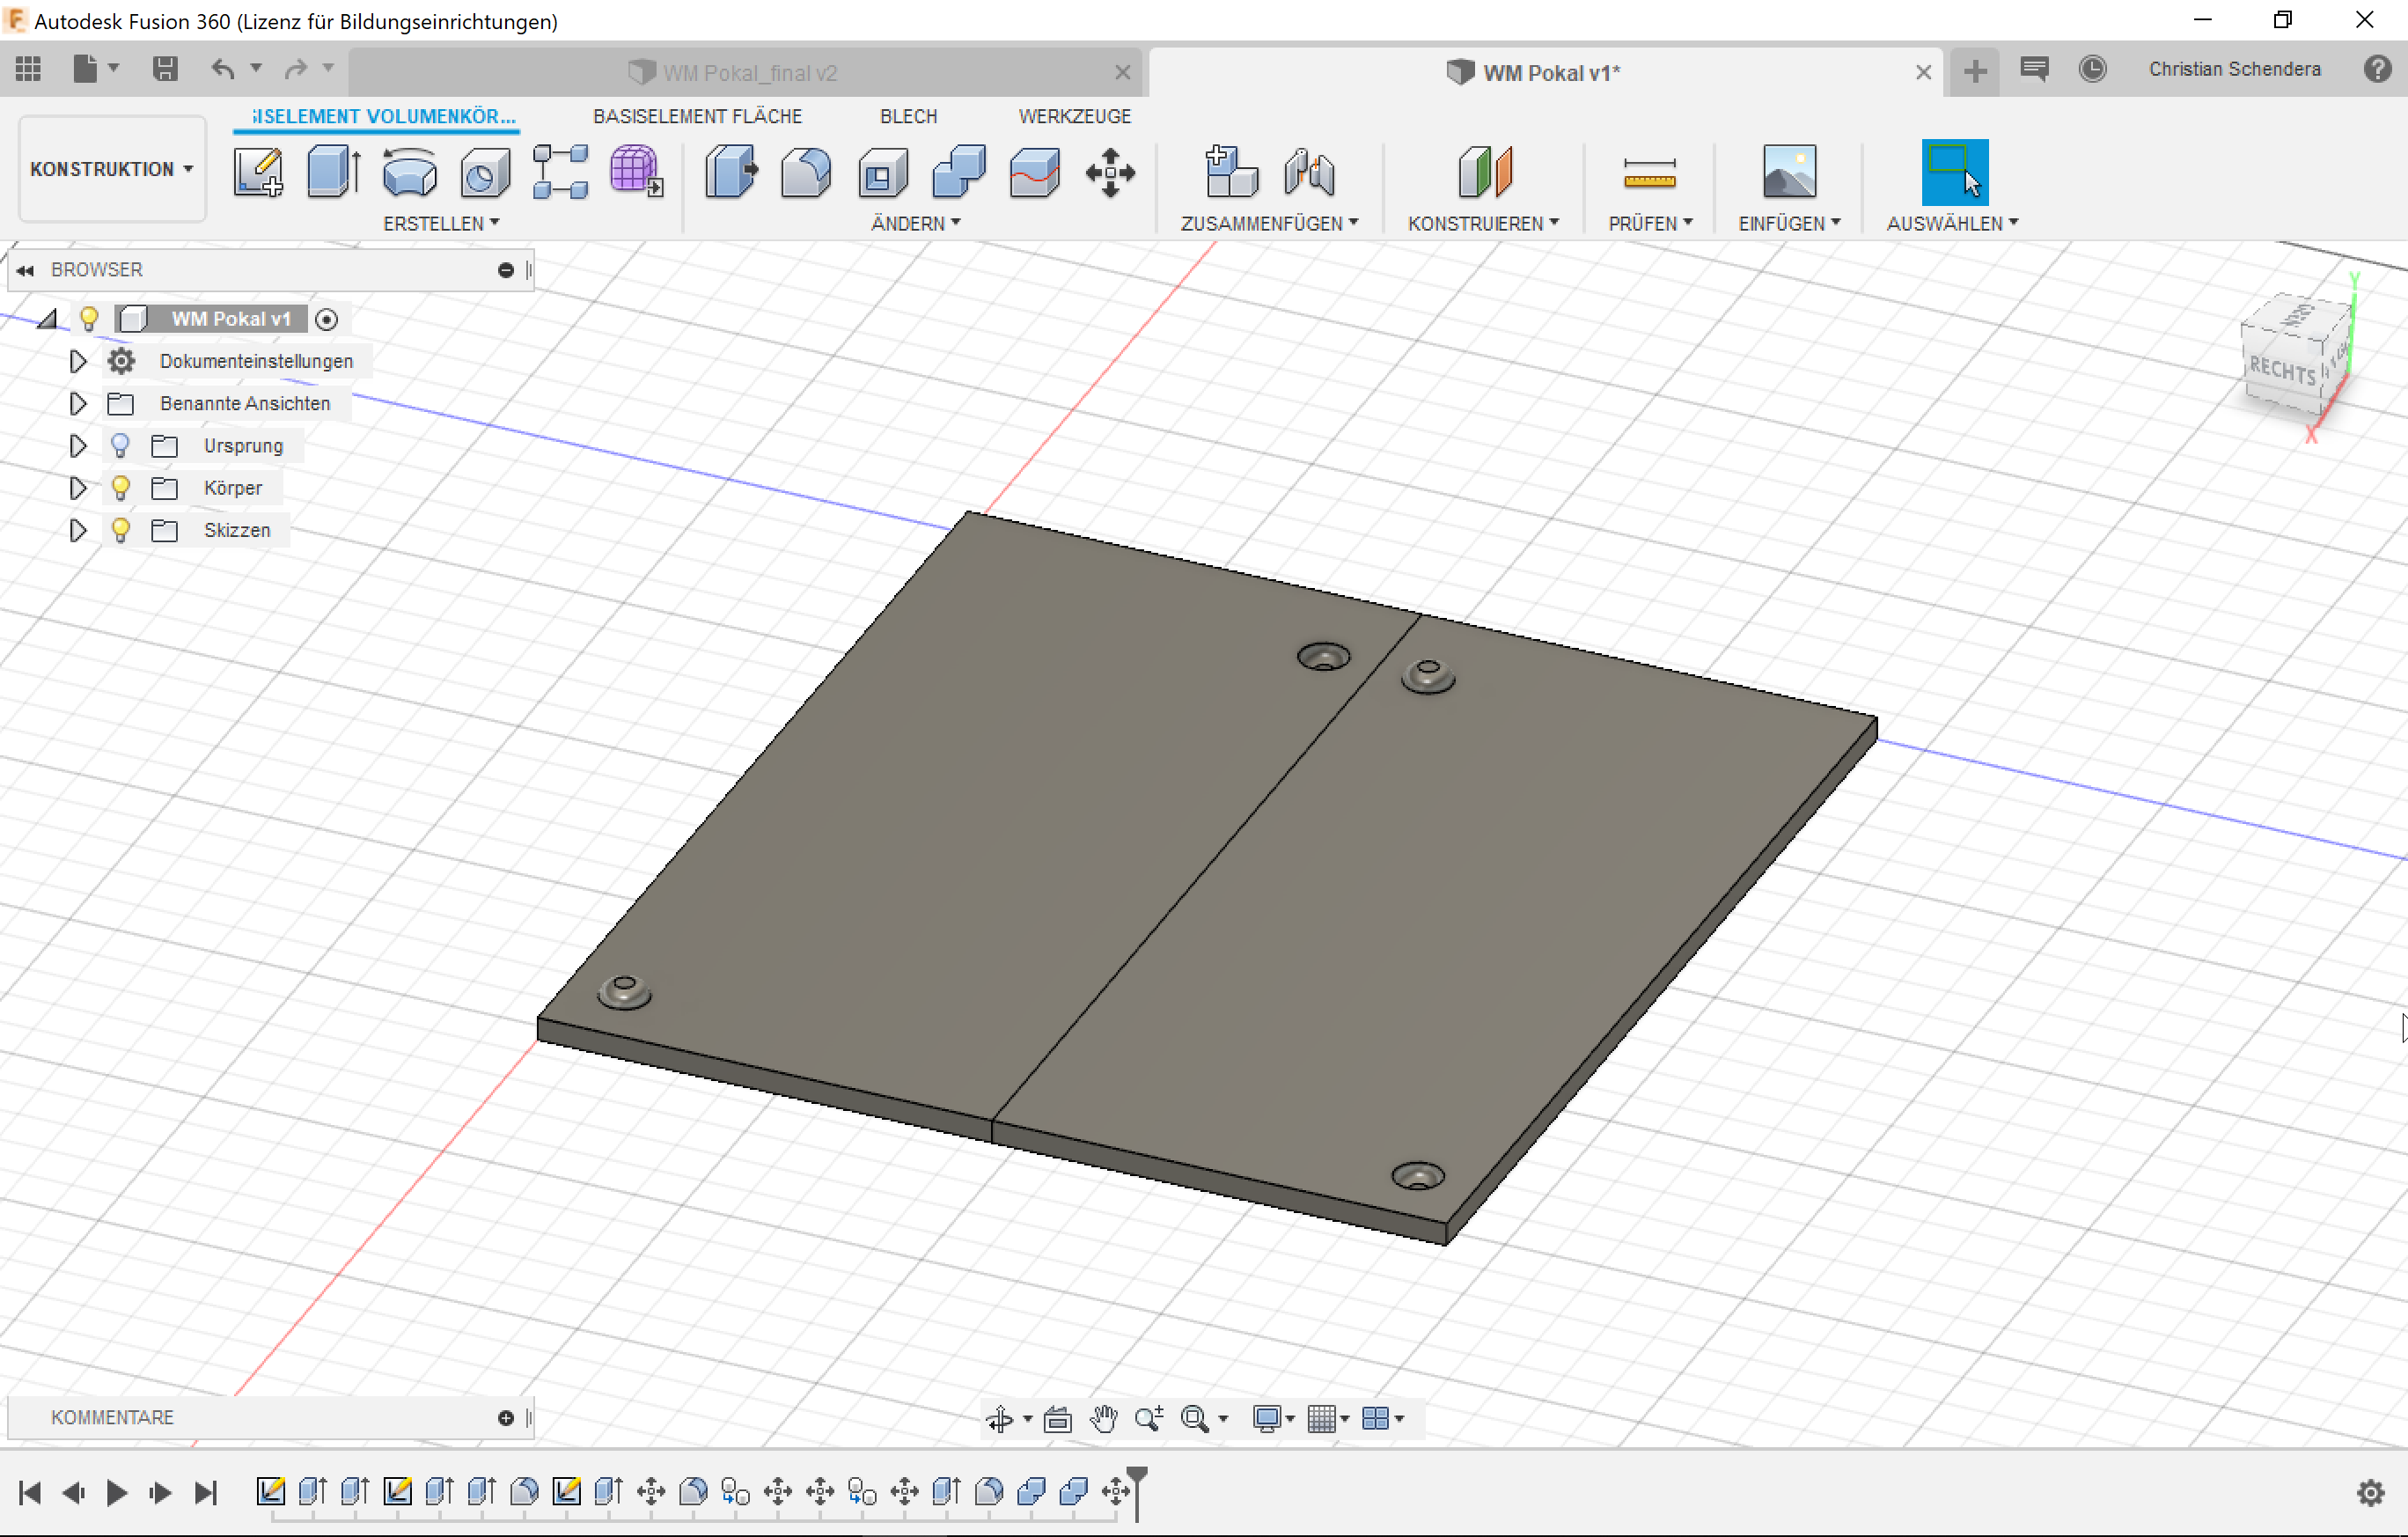 Autodesk Fusion 360 (Lizenz für Bildungseinrichtungen)
WM Pokal_final v2
WM Pokal v1*
Christian Schendera
KONSTRUKTION
ISELEMENT VOLUMENKÖR...
BASISELEMENT FLÄCHE
BLECH
WERKZEUGE
ERSTELLEN
ÄNDERN
ZUSAMMENFÜGEN
KONSTRUIEREN
PRÜFEN
EINFÜGEN
AUSWÄHLEN
BROWSER
WM Pokal v1
Dokumenteinstellungen
Benannte Ansichten
Ursprung
Körper
Skizzen
Y
RECHTS
X
KOMMENTARE